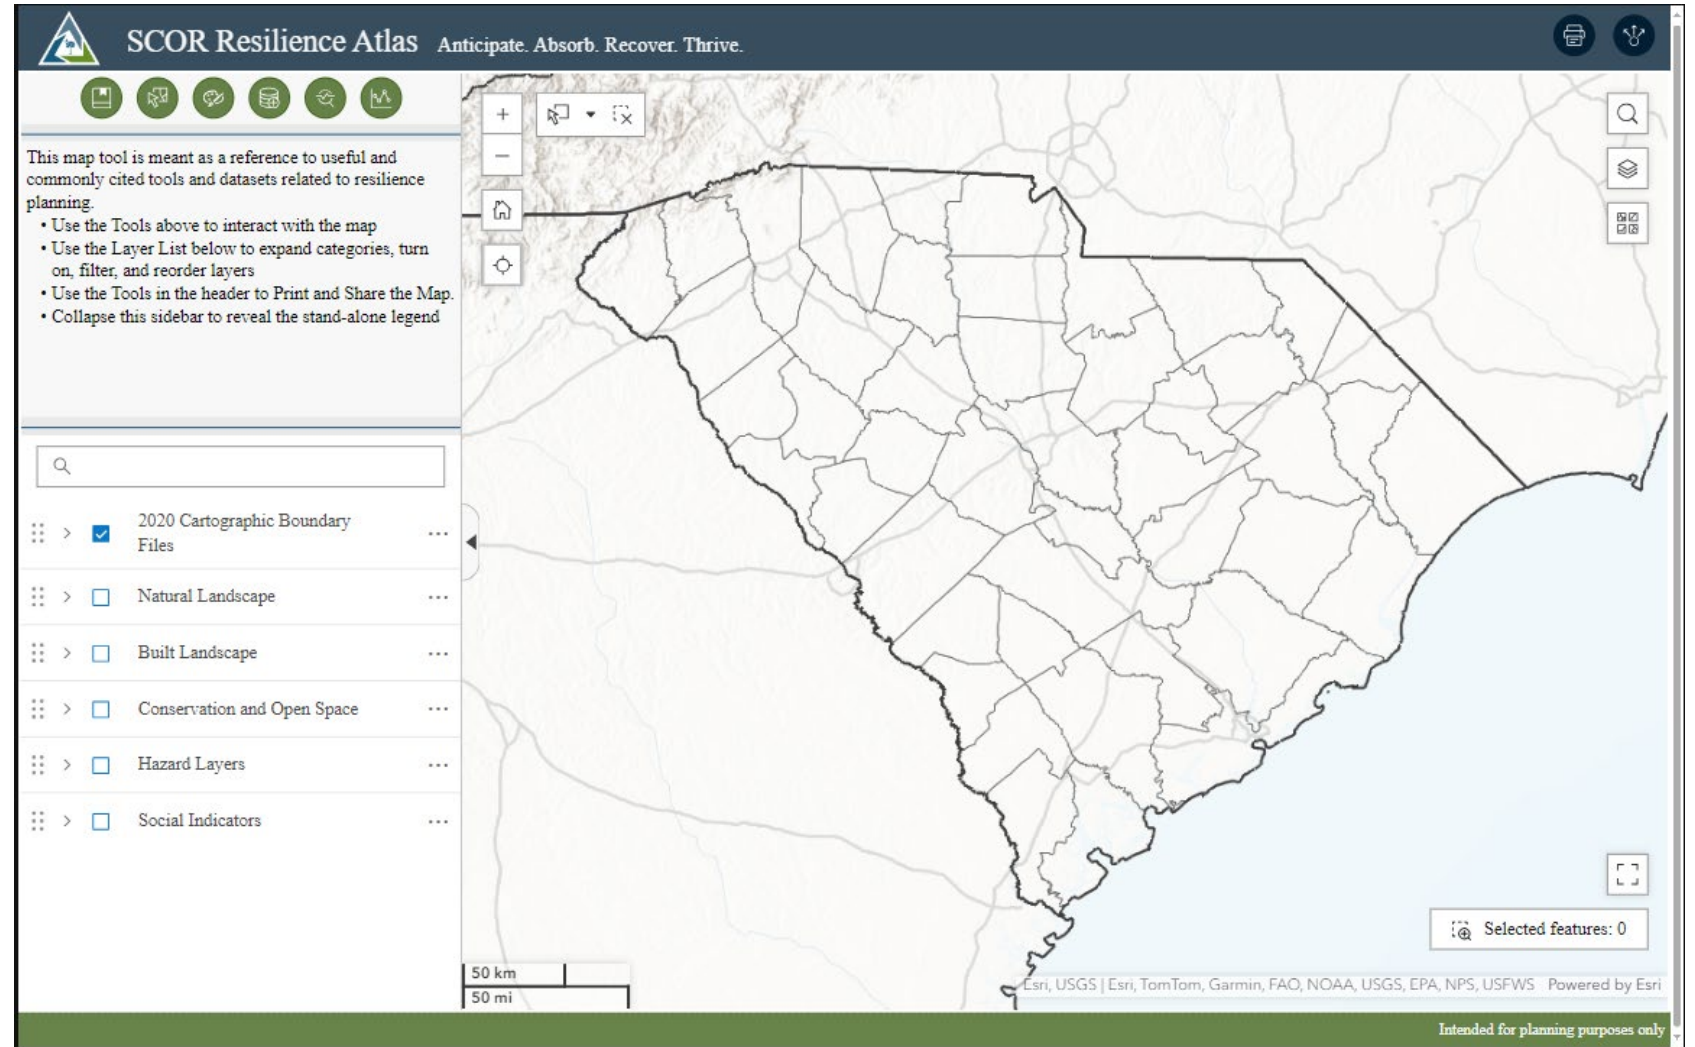 SCOR Resilience Atlas Anticipate. Absorb. Recover. Thrive.
This map tool is meant as a reference to useful and
commonly cited tools and datasets related to resilience
planning.
• Use the Tools above to interact with the map
• Use the Layer List below to expand categories, turn
on, filter, and reorder layers
• Use the Tools in the header to Print and Share the Map.
• Collapse this sidebar to reveal the stand-alone legend
2020 Cartographic Boundary
Files
Natural Landscape
Built Landscape
Conservation and Open Space
Hazard Layers
Social Indicators
Selected features: 0
50 km
50 mi
Esri, USGS | Esri, TomTom, Garmin, FAO, NOAA, USGS, EPA, NPS, USFWS Powered by Esri
Intended for planning purposes only